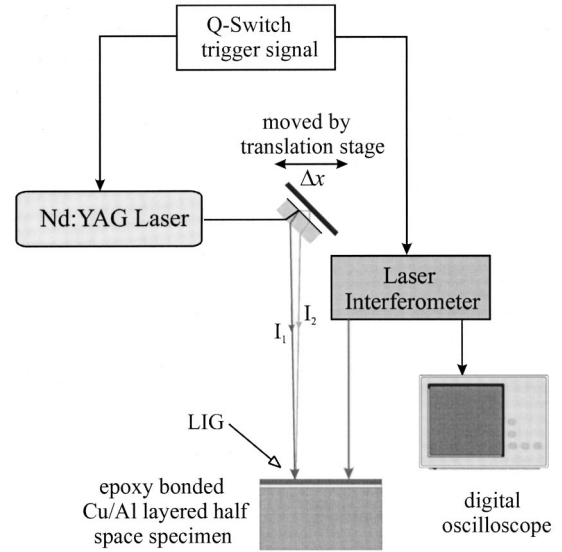 Q-Switch
trigger signal
moved by
translation stage
Δx
Nd:YAG Laser
Laser
Interferometer
I₁
I₂
LIG
epoxy bonded
Cu/Al layered half
space specimen
digital
oscilloscope